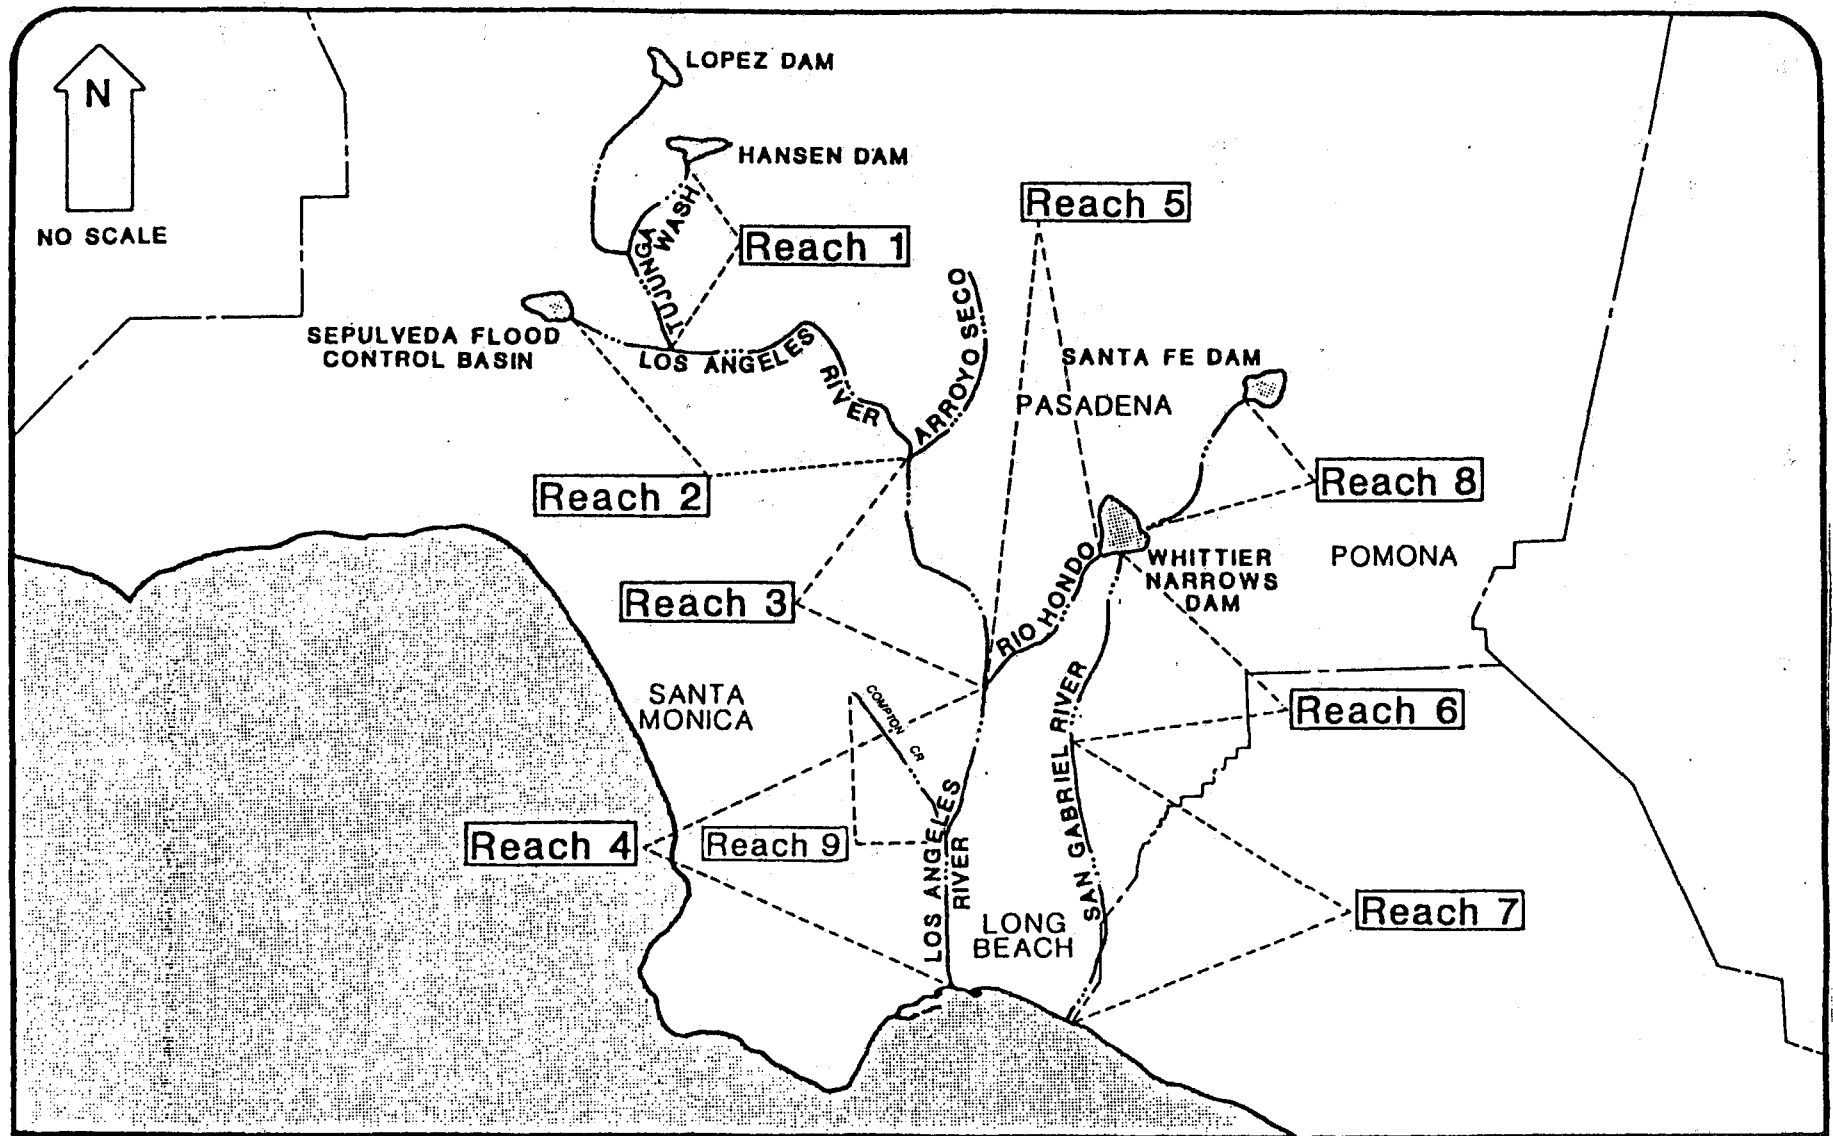 LOPEZ DAM
N
HANSEN DAM
NO SCALE
TUJUNGA
WASH
Reach 1
Reach 5
SEPULVEDA FLOOD
CONTROL BASIN
LOS ANGELES
RIVER
ARROYO SECO
SANTA FE DAM
PASADENA
Reach 2
Reach 8
WHITTIER
NARROWS
DAM
POMONA
Reach 3
RIO HONDO
SANTA
MONICA
COMPTON CR
SAN GABRIEL RIVER
Reach 6
Reach 4
Reach 9
LOS ANGELES
RIVER
LONG
BEACH
Reach 7